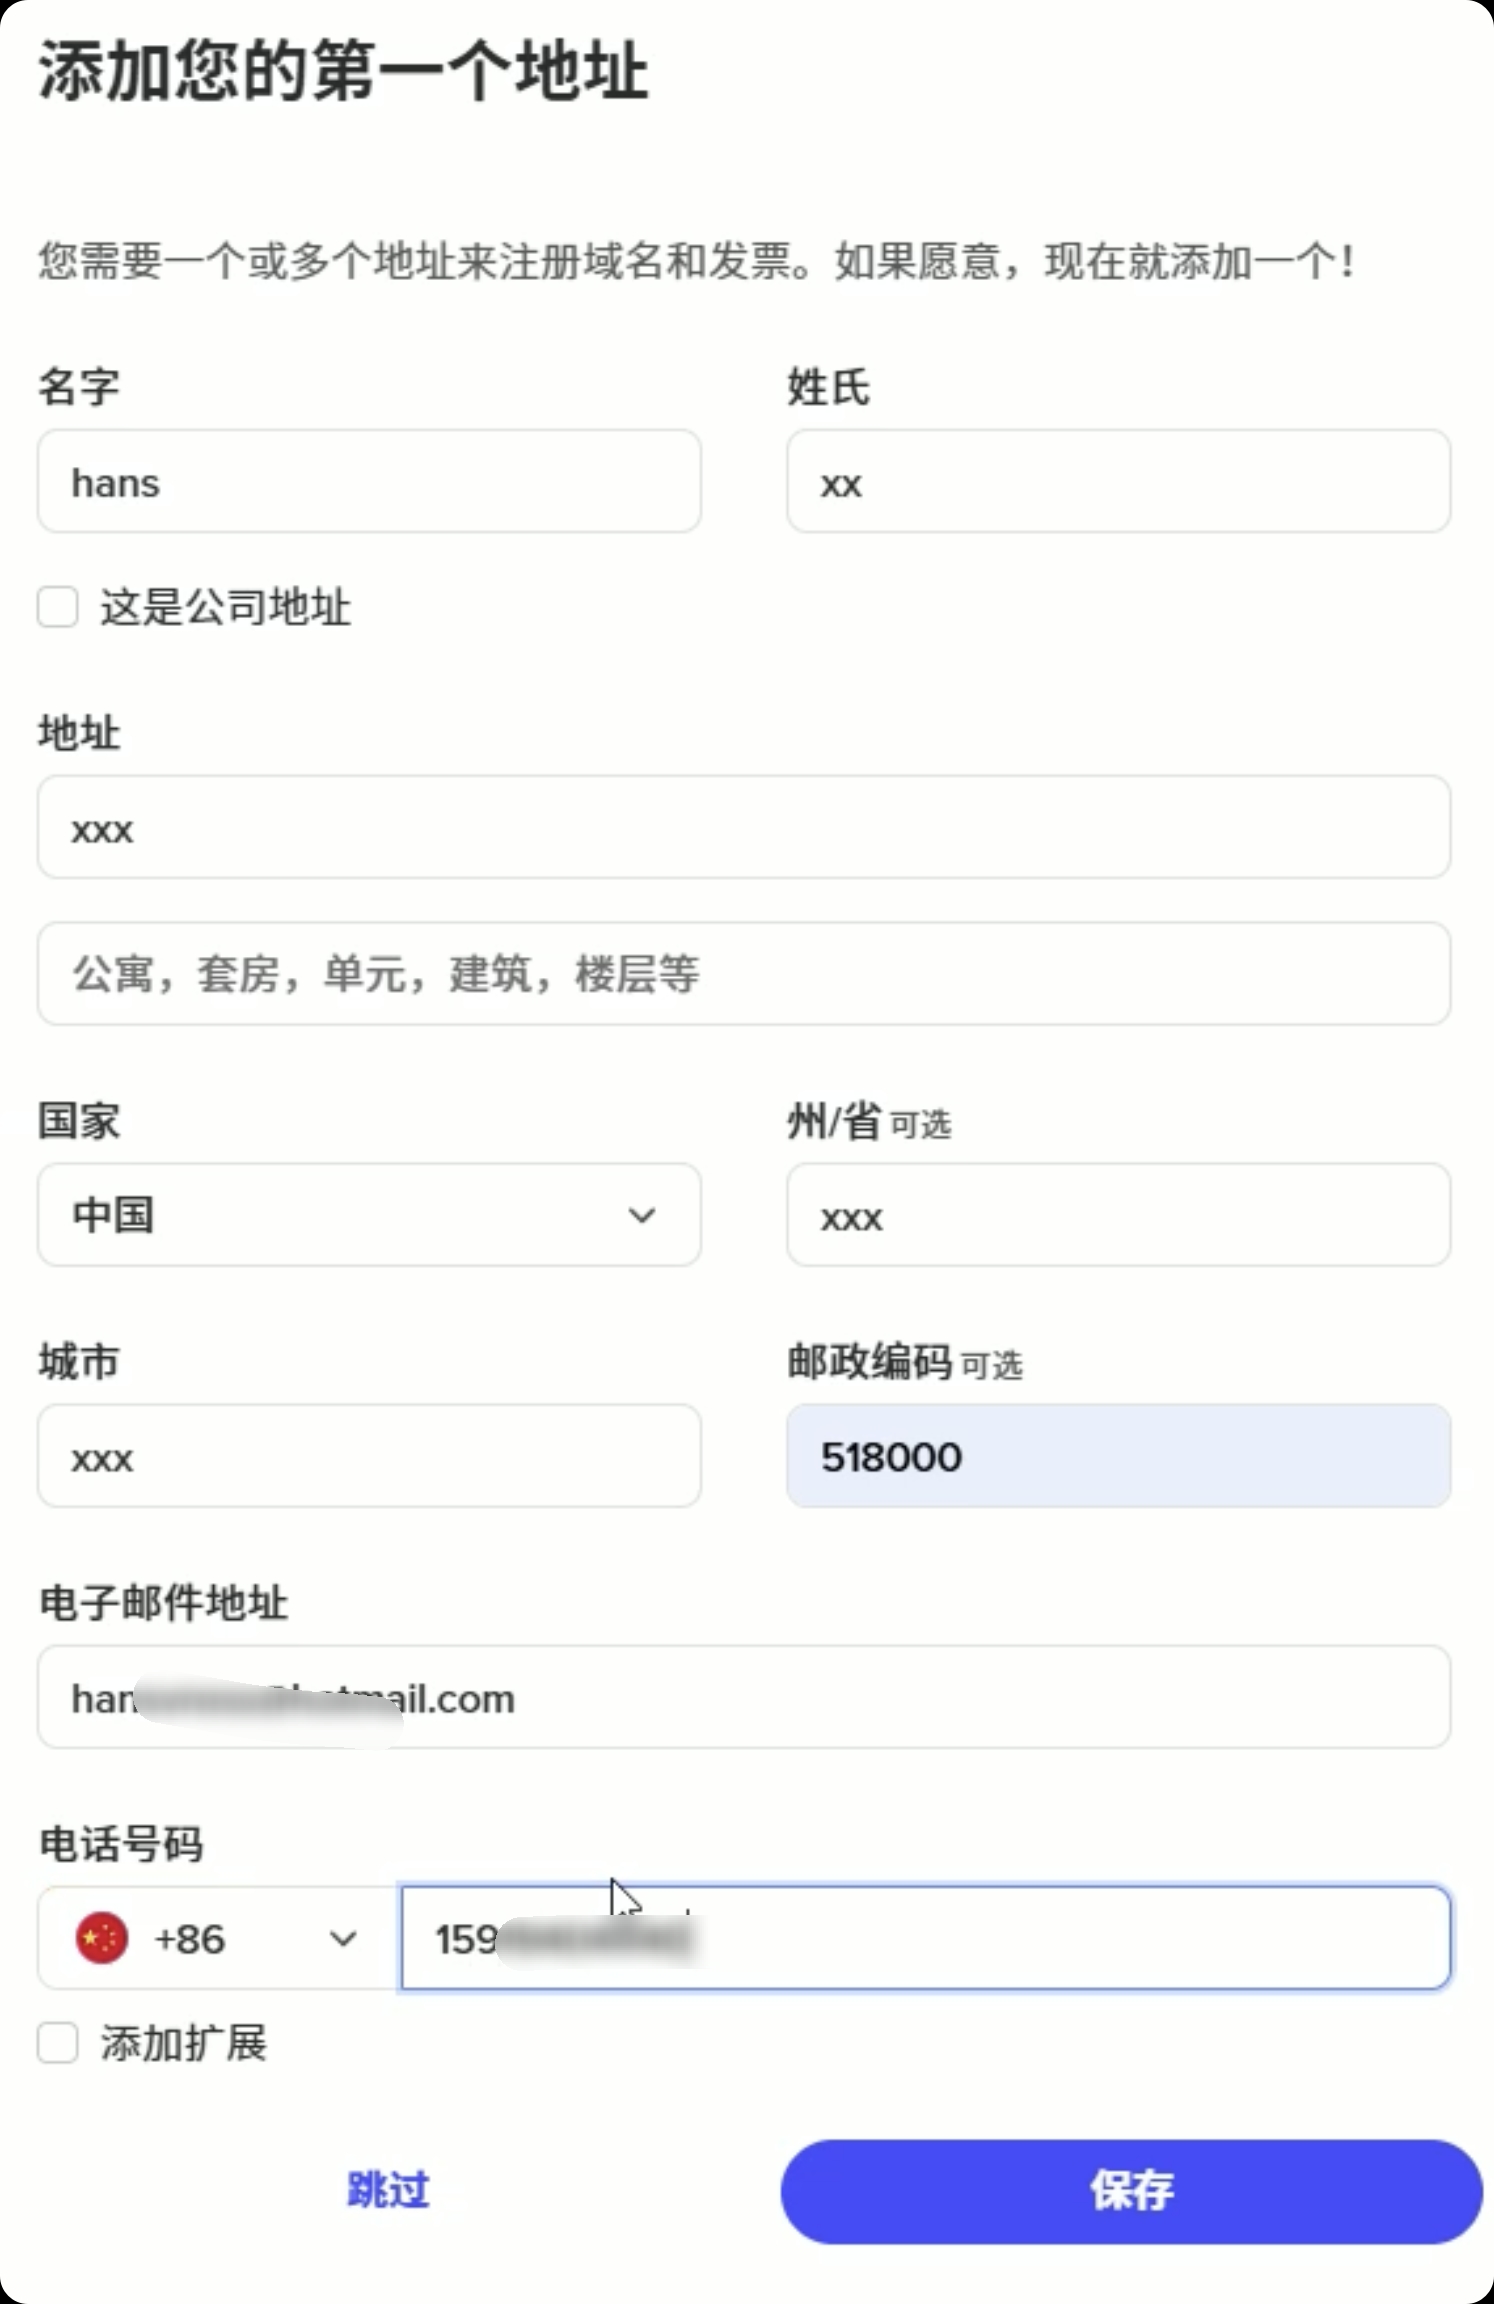 添加您的第一个地址
您需要一个或多个地址来注册域名和发票。如果愿意，现在就添加一个！
名字
姓氏
hans
xx
这是公司地址
地址
xxx
公寓，套房，单元，建筑，楼层等
国家
州/省 可选
中国
xxx
城市
邮政编码 可选
xxx
518000
电子邮件地址
han ail.com
电话号码
+86
159
添加扩展
跳过
保存